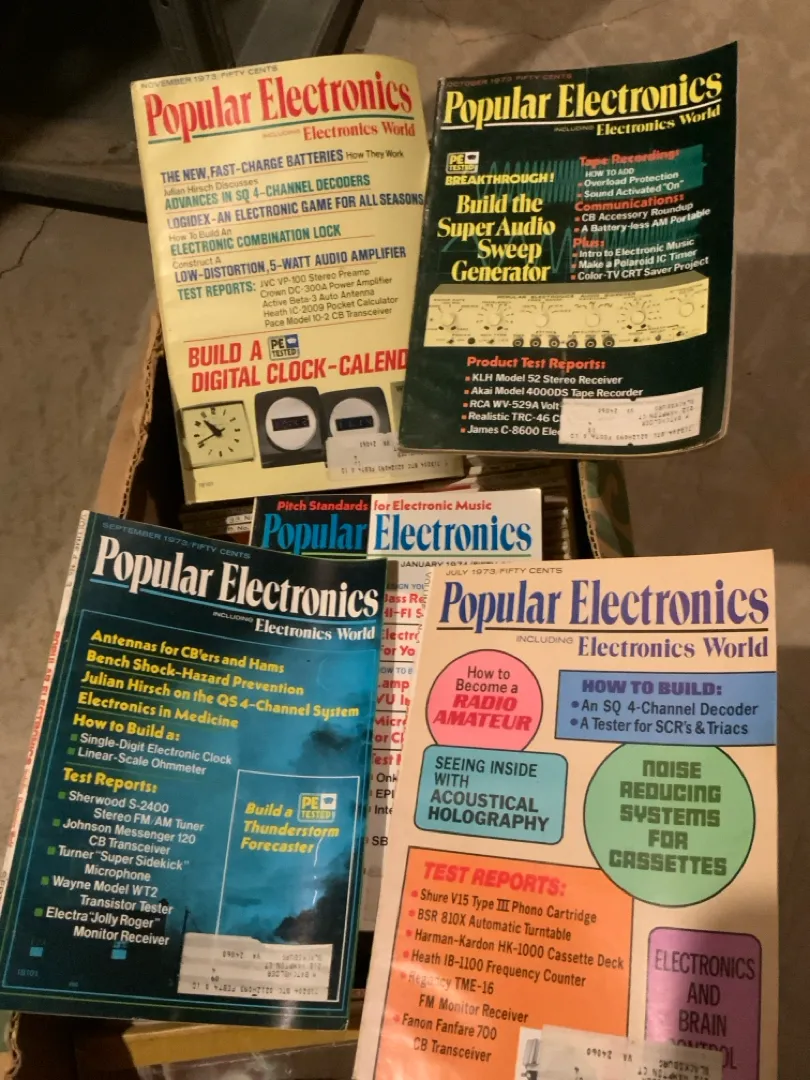 NOVEMBER 1973/FIFTY CENTS
Popular Electronics
INCLUDING Electronics World
THE NEW, FAST-CHARGE BATTERIES How They Work
Julian Hirsch Discusses
ADVANCES IN SQ 4-CHANNEL DECODERS
LOGIDEX-AN ELECTRONIC GAME FOR ALL SEASONS
How To Build An
ELECTRONIC COMBINATION LOCK
Construct A
LOW-DISTORTION, 5-WATT AUDIO AMPLIFIER
TEST REPORTS: JVC VP-100 Stereo Preamp
Crown DC-300A Power Amplifier
Active Beta-3 Auto Antenna
Heath IC-2009 Pocket Calculator
Pace Model 10-2 CB Transceiver
BUILD A PE TESTED
DIGITAL CLOCK-CALEND
OCTOBER 1973/FIFTY CENTS
Popular Electronics
INCLUDING Electronics World
PE TESTED
BREAKTHROUGH!
Build the
Super Audio
Sweep
Generator
Tape Recording:
HOW TO ADD
Overload Protection
Sound Activated "On"
Communications:
CB Accessory Roundup
A Battery-less AM Portable
Plus:
Intro to Electronic Music
Make a Polaroid IC Timer
Color-TV CRT Saver Project
Product Test Reports:
KLH Model 52 Stereo Receiver
Akai Model 4000DS Tape Recorder
RCA WV-529A Volt
Realistic TRC-46 C
James C-8600 Ele
Pitch Standards for Electronic Music
Popular Electronics
JANUARY 1974
SEPTEMBER 1973/FIFTY CENTS
Popular Electronics
INCLUDING Electronics World
Antennas for CB'ers and Hams
Bench Shock-Hazard Prevention
Julian Hirsch on the QS 4-Channel System
Electronics in Medicine
How to Build a:
Single-Digit Electronic Clock
Linear-Scale Ohmmeter
Test Reports:
Sherwood S-2400
Stereo FM/AM Tuner
Johnson Messenger 120
CB Transceiver
Turner "Super Sidekick"
Microphone
Wayne Model WT2
Transistor Tester
Electra "Jolly Roger"
Monitor Receiver
Build a PE TESTED
Thunderstorm
Forecaster
JULY 1973/FIFTY CENTS
Popular Electronics
INCLUDING Electronics World
How to
Become a
RADIO
AMATEUR
HOW TO BUILD:
An SQ 4-Channel Decoder
A Tester for SCR's & Triacs
SEEING INSIDE
WITH
ACOUSTICAL
HOLOGRAPHY
NOISE
REDUCING
SYSTEMS
FOR
CASSETTES
TEST REPORTS:
Shure V15 Type III Phono Cartridge
BSR 810X Automatic Turntable
Harman-Kardon HK-1000 Cassette Deck
Heath IB-1100 Frequency Counter
Regency TME-16
FM Monitor Receiver
Fanon Fanfare 700
CB Transceiver
ELECTRONICS
AND
BRAIN
CONTROL